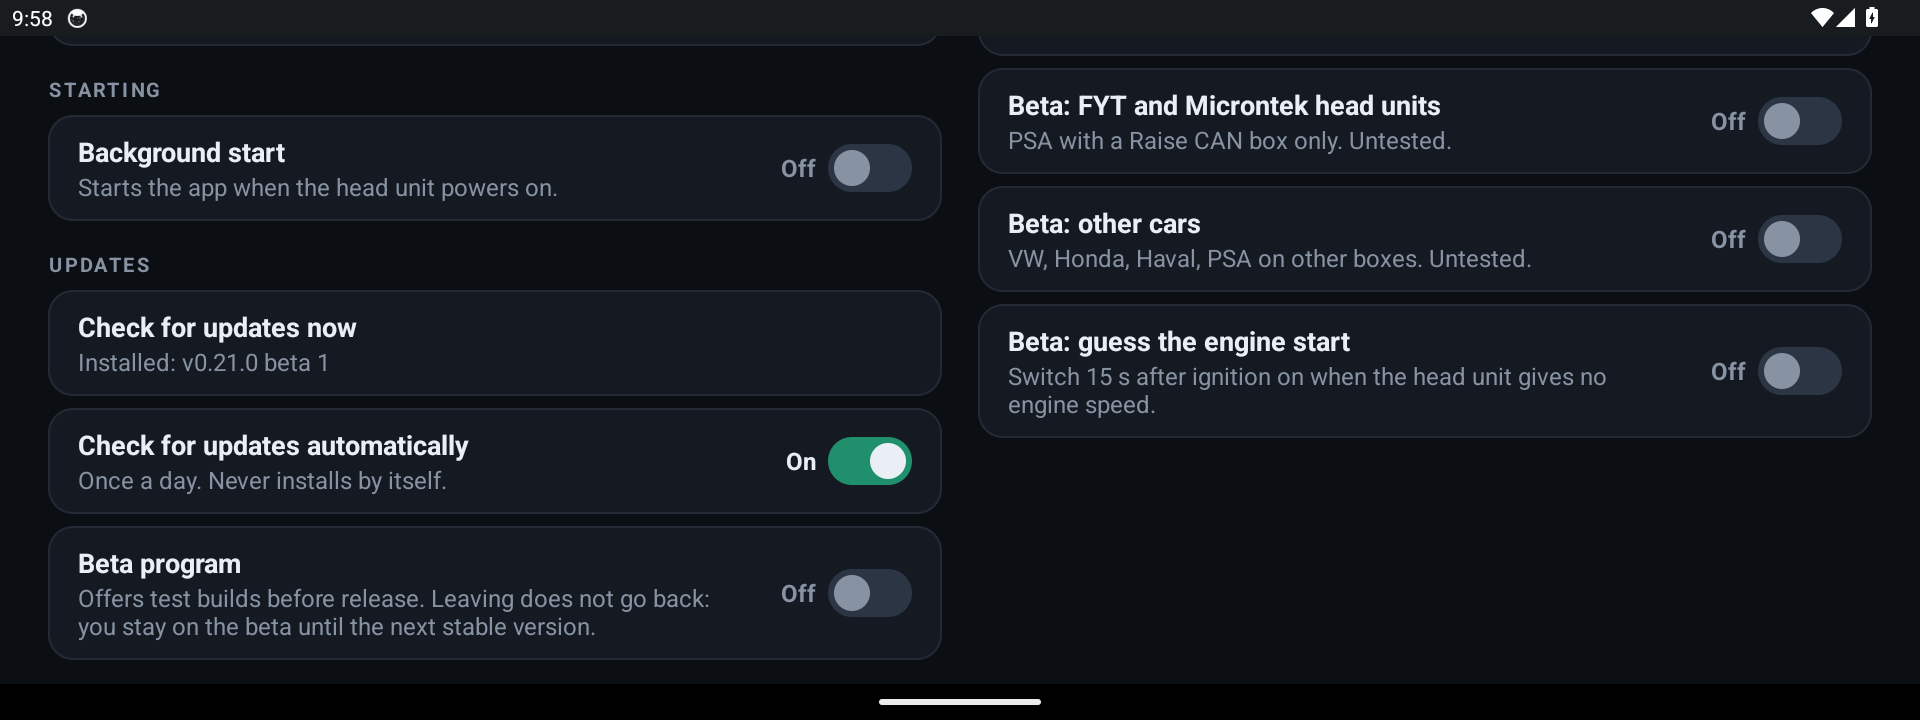 9:58
STARTING
Background start
Starts the app when the head unit powers on.
Off
UPDATES
Check for updates now
Installed: v0.21.0 beta 1
Check for updates automatically
Once a day. Never installs by itself.
On
Beta program
Offers test builds before release. Leaving does not go back:
you stay on the beta until the next stable version.
Off
Beta: FYT and Microntek head units
PSA with a Raise CAN box only. Untested.
Off
Beta: other cars
VW, Honda, Haval, PSA on other boxes. Untested.
Off
Beta: guess the engine start
Switch 15 s after ignition on when the head unit gives no
engine speed.
Off